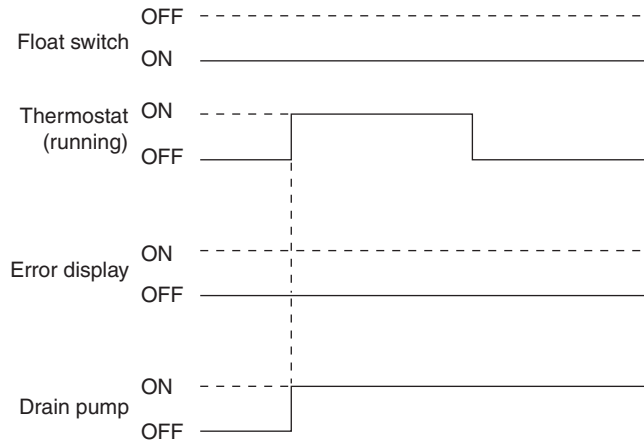 OFF
Float switch
ON
Thermostat
(running)
ON
OFF
ON
Error display
OFF
ON
Drain pump
OFF